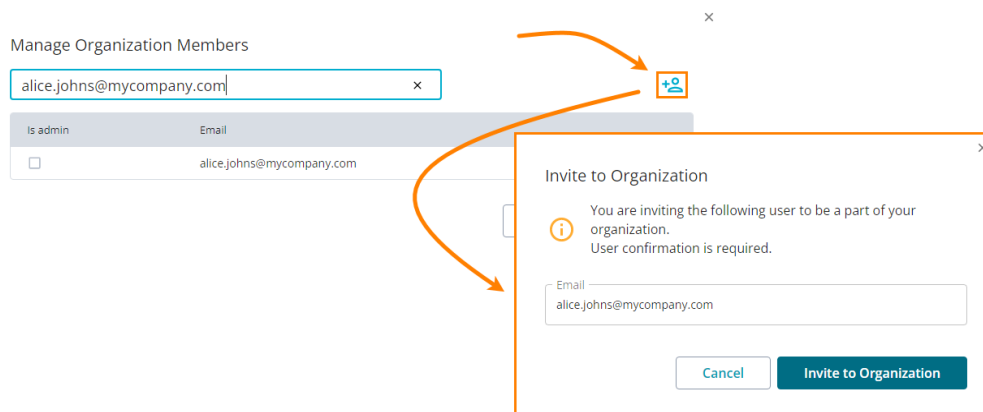 Manage Organization Members
alice.johns@mycompany.com
Is admin Email
alice.johns@mycompany.com
Invite to Organization
You are inviting the following user to be a part of your
organization.
User confirmation is required.
Email
alice.johns@mycompany.com
Cancel Invite to Organization